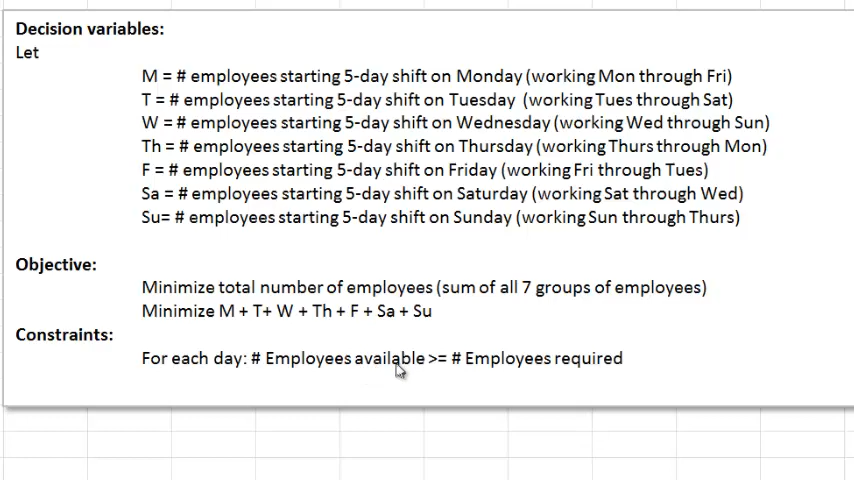 Decision variables:
Let
M = # employees starting 5-day shift on Monday (working Mon through Fri)
T = # employees starting 5-day shift on Tuesday (working Tues through Sat)
W = # employees starting 5-day shift on Wednesday (working Wed through Sun)
Th = # employees starting 5-day shift on Thursday (working Thurs through Mon)
F = # employees starting 5-day shift on Friday (working Fri through Tues)
Sa = # employees starting 5-day shift on Saturday (working Sat through Wed)
Su= # employees starting 5-day shift on Sunday (working Sun through Thurs)
Objective:
Minimize total number of employees (sum of all 7 groups of employees)
Minimize M + T+ W + Th + F + Sa + Su
Constraints:
For each day: # Employees available >= # Employees required